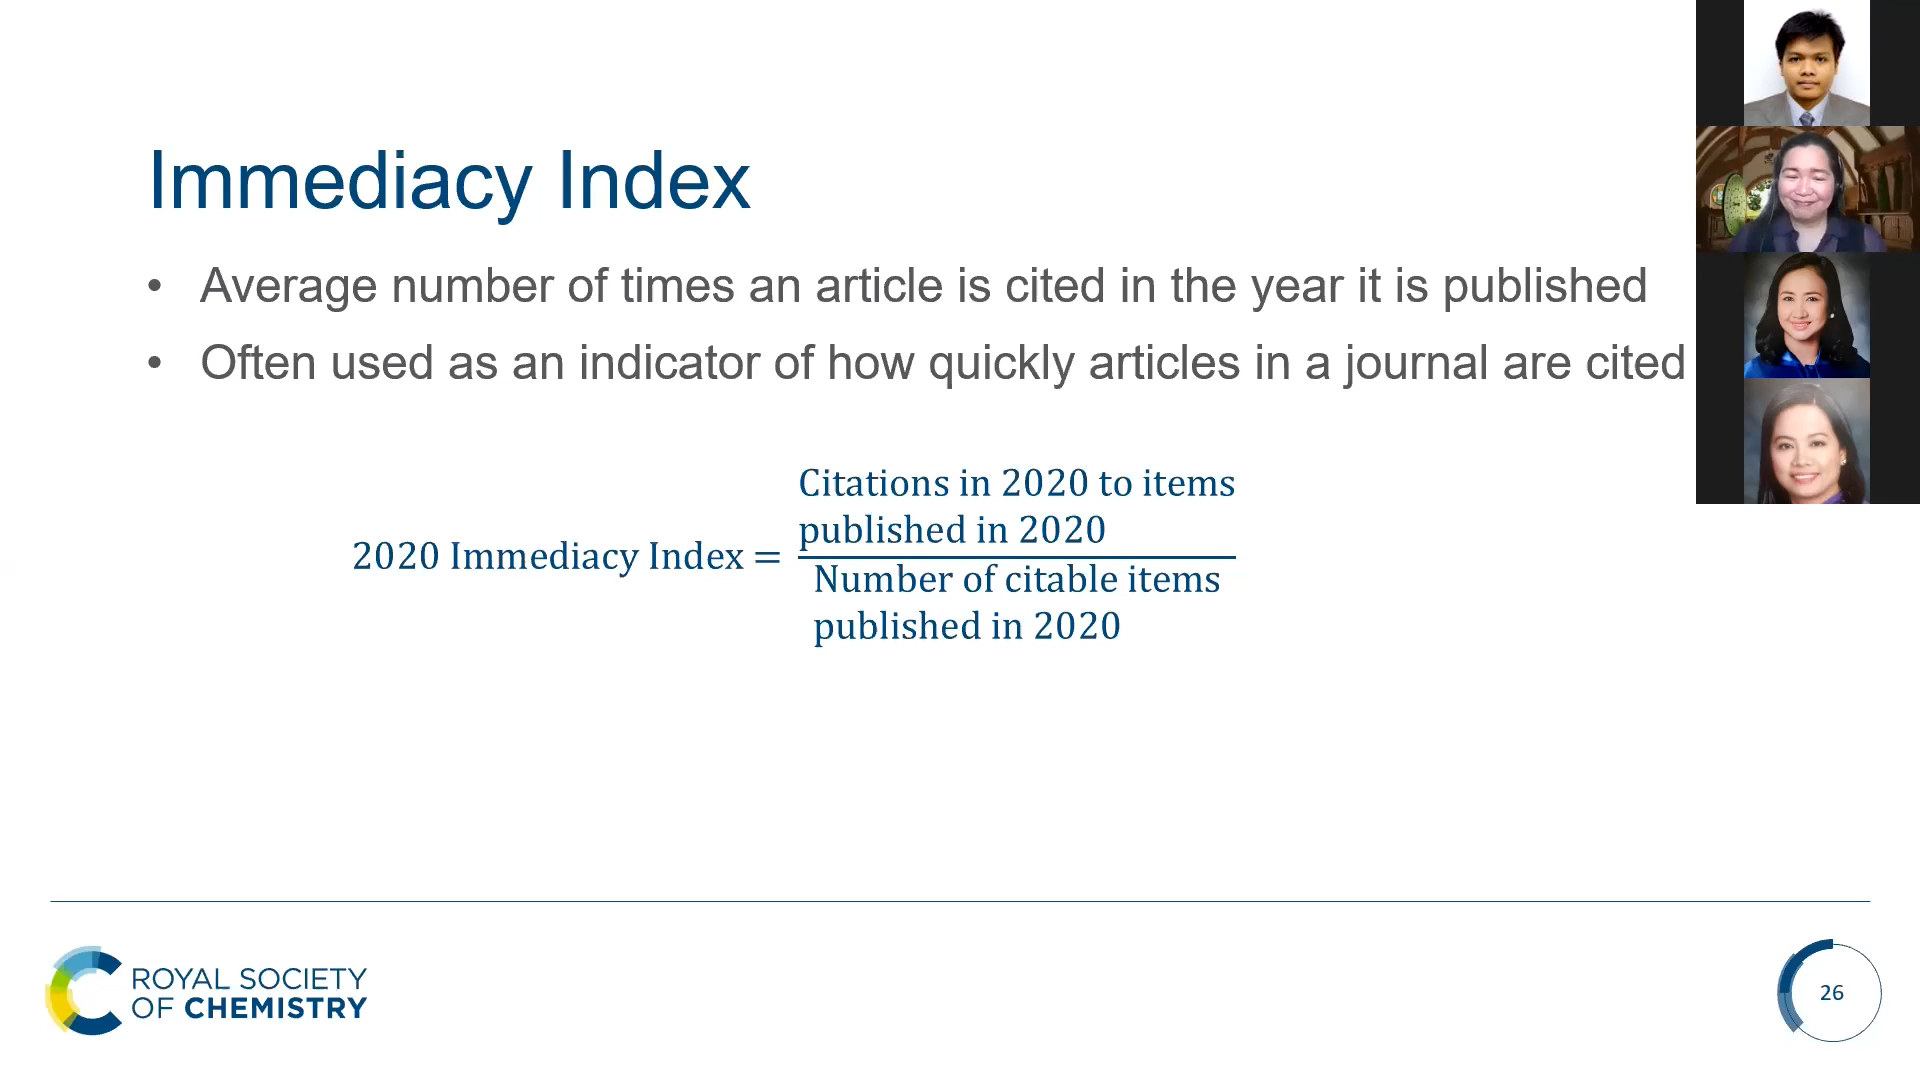 Immediacy Index
• Average number of times an article is cited in the year it is published
• Often used as an indicator of how quickly articles in a journal are cited
2020 Immediacy Index =
Citations in 2020 to items
published in 2020
Number of citable items
published in 2020
ROYAL SOCIETY
OF CHEMISTRY
26